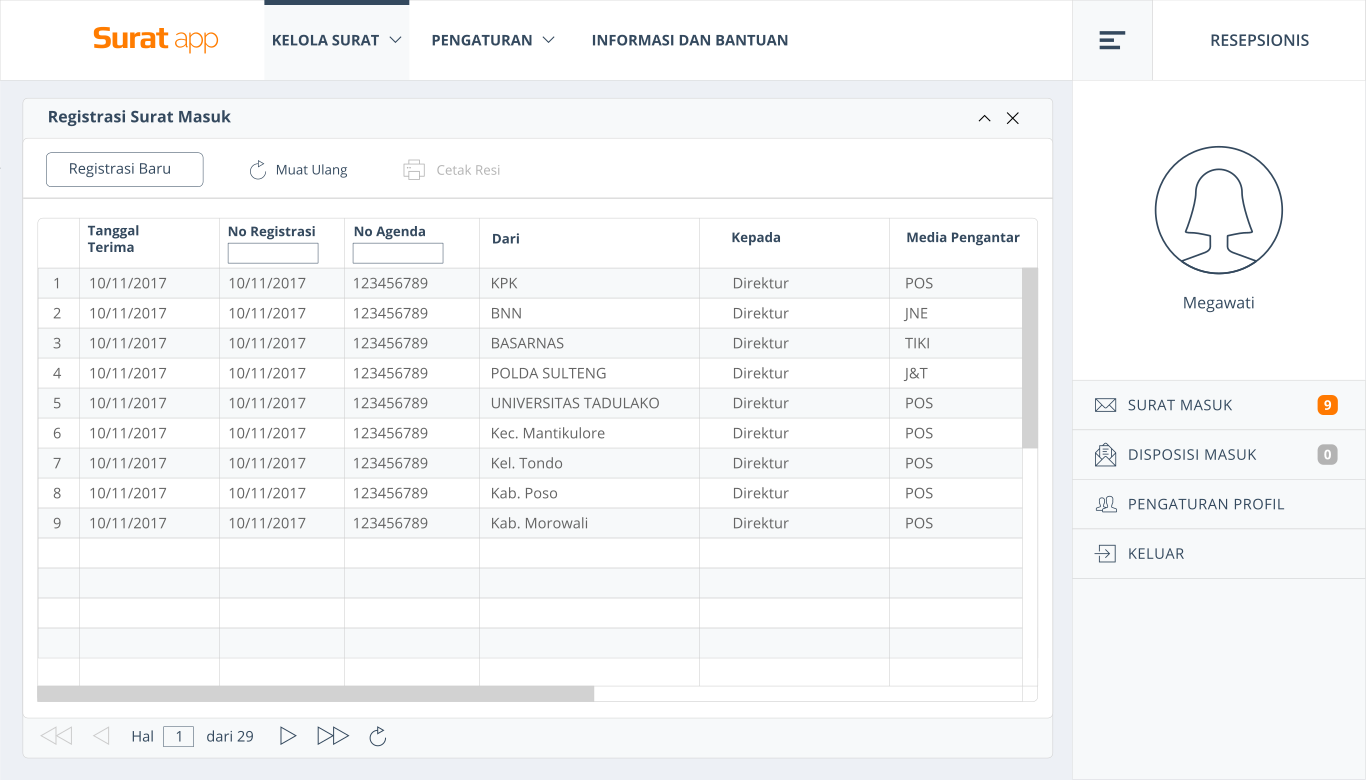 Surat app
KELOLA SURAT
PENGATURAN
INFORMASI DAN BANTUAN
RESEPSIONIS
Registrasi Surat Masuk
Registrasi Baru
Muat Ulang
Cetak Resi
Tanggal Terima No Registrasi No Agenda Dari Kepada Media Pengantar
1 10/11/2017 10/11/2017 123456789 KPK Direktur POS
2 10/11/2017 10/11/2017 123456789 BNN Direktur JNE
3 10/11/2017 10/11/2017 123456789 BASARNAS Direktur TIKI
4 10/11/2017 10/11/2017 123456789 POLDA SULTENG Direktur J&T
5 10/11/2017 10/11/2017 123456789 UNIVERSITAS TADULAKO Direktur POS
6 10/11/2017 10/11/2017 123456789 Kec. Mantikulore Direktur POS
7 10/11/2017 10/11/2017 123456789 Kel. Tondo Direktur POS
8 10/11/2017 10/11/2017 123456789 Kab. Poso Direktur POS
9 10/11/2017 10/11/2017 123456789 Kab. Morowali Direktur POS
Hal 1 dari 29
Megawati
SURAT MASUK 9
DISPOSISI MASUK 0
PENGATURAN PROFIL
KELUAR